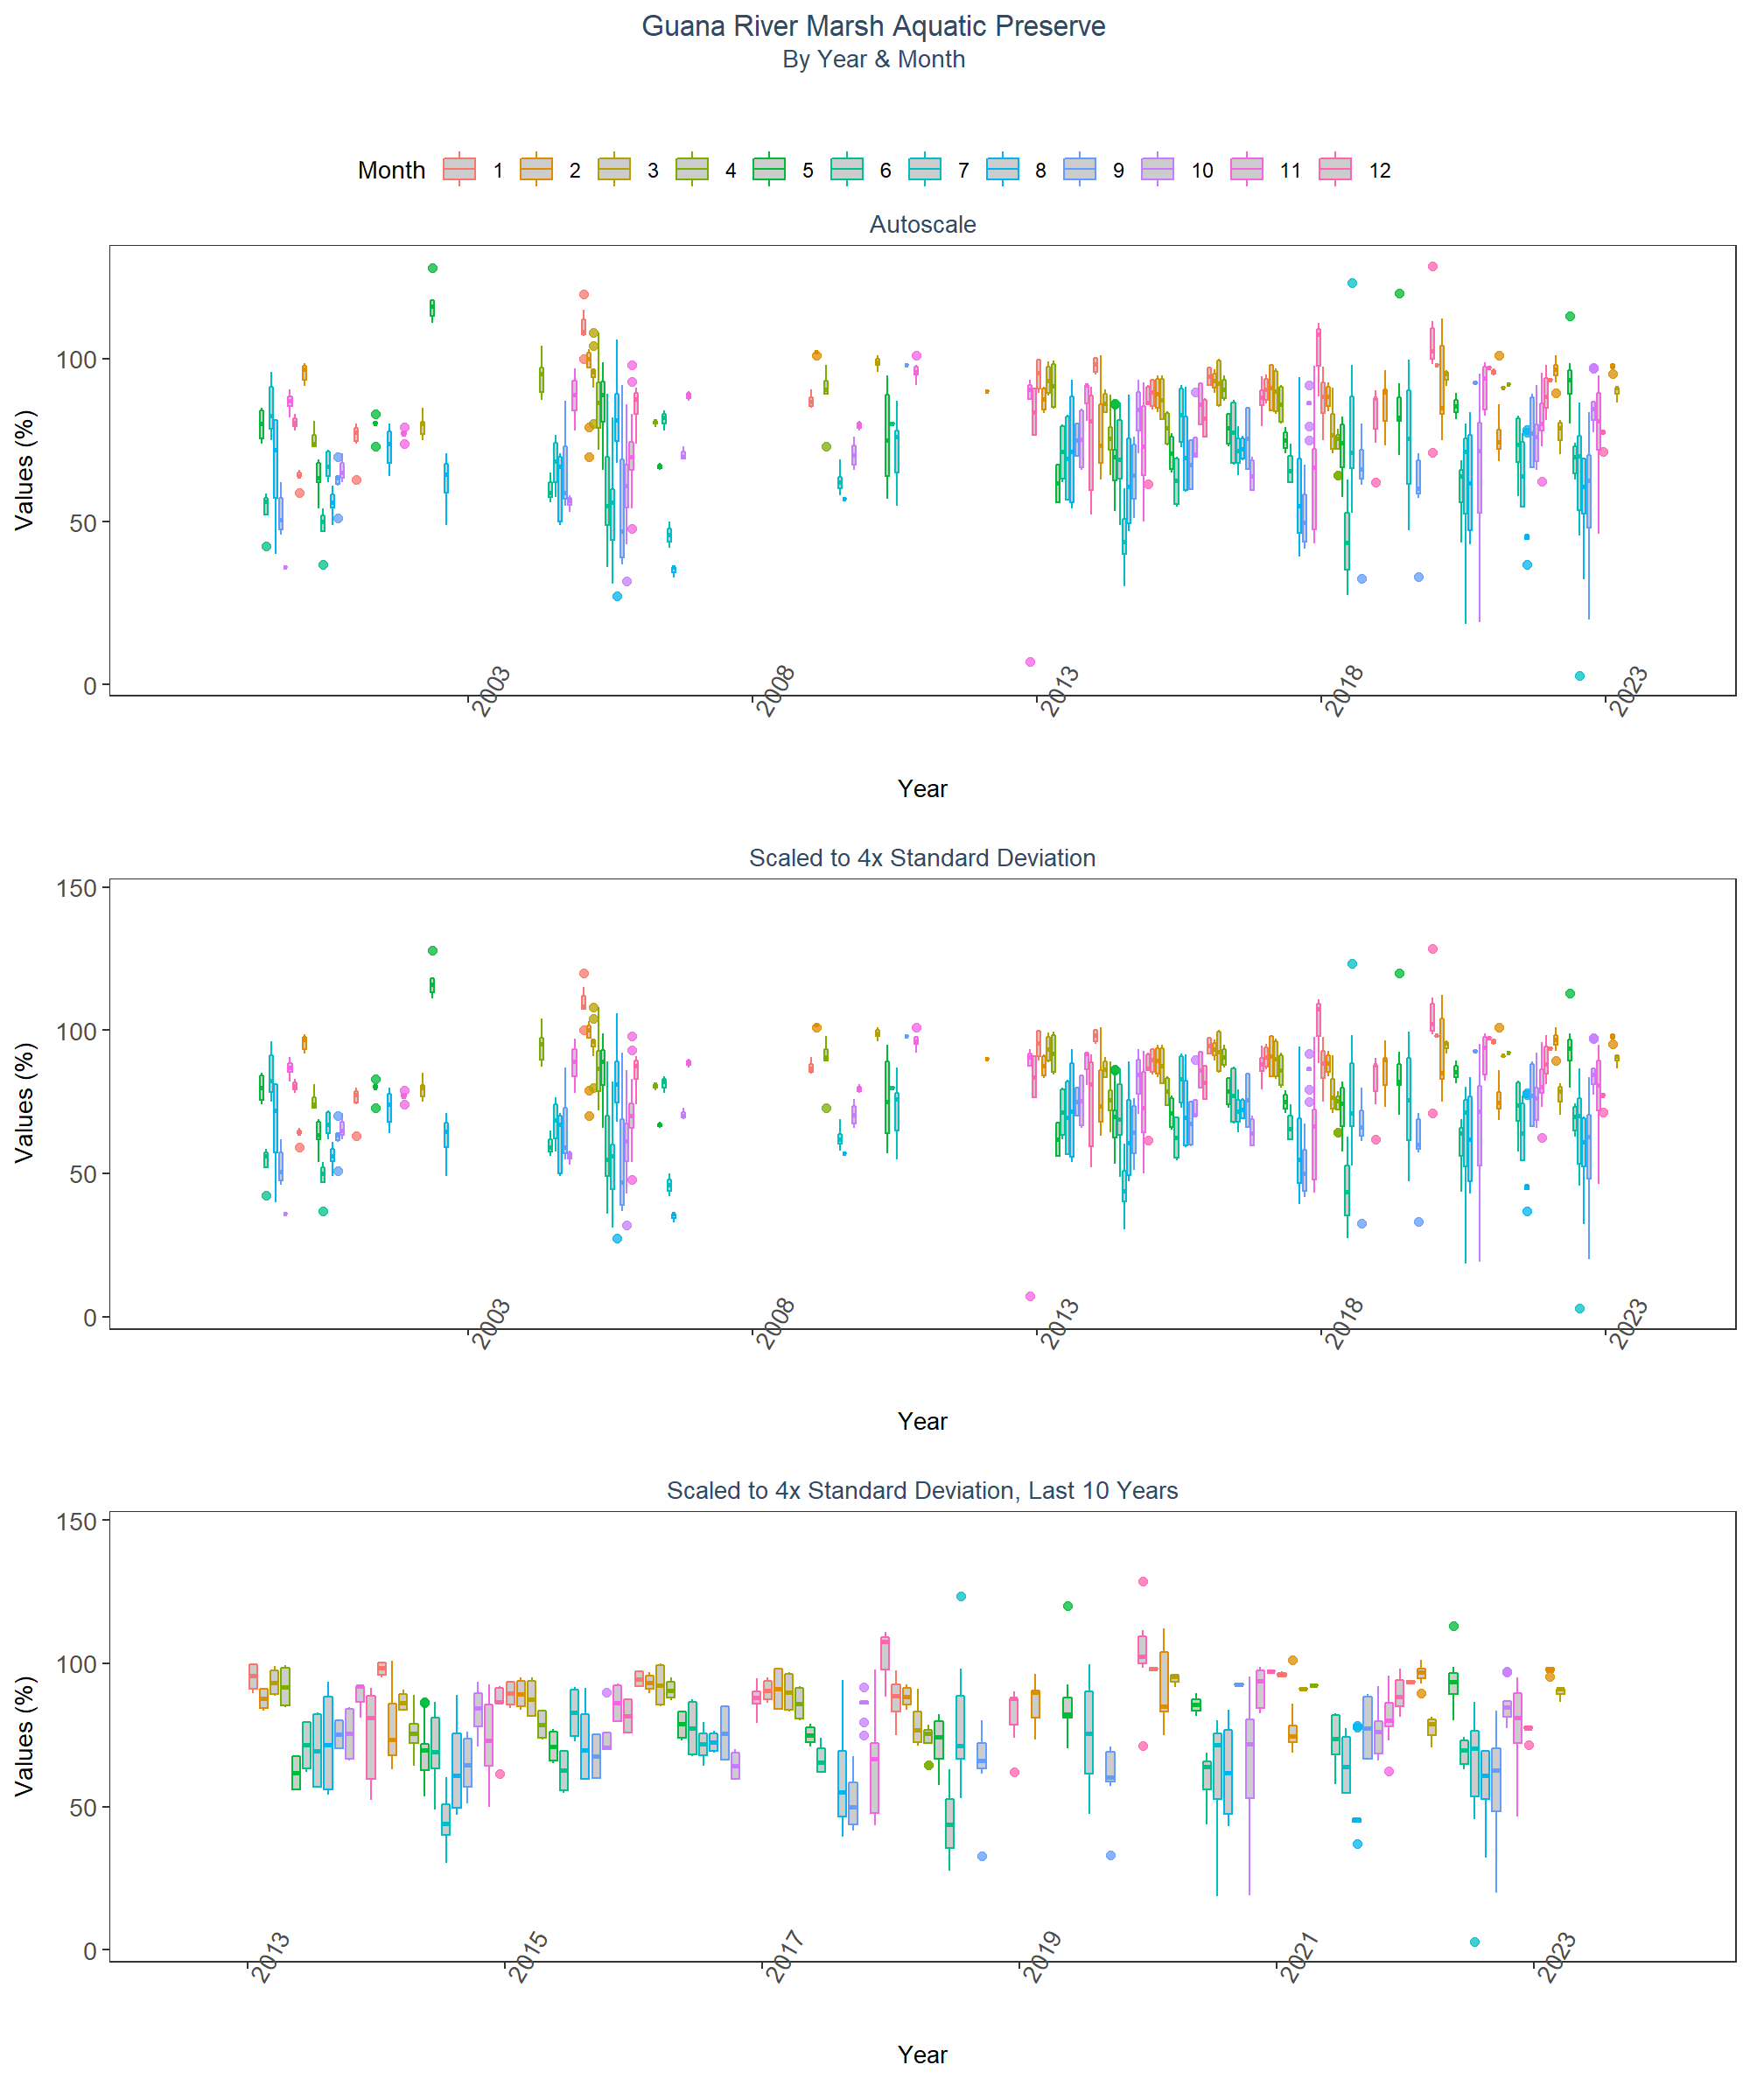 Guana River Marsh Aquatic Preserve
By Year & Month
Month 1 2 3 4 5 6 7 8 9 10 11 12
Autoscale
Values (%)
100
50
0
2003 2008 2013 2018 2023
Year
Scaled to 4x Standard Deviation
Values (%)
150
100
50
0
2003 2008 2013 2018 2023
Year
Scaled to 4x Standard Deviation, Last 10 Years
Values (%)
150
100
50
0
2013 2015 2017 2019 2021 2023
Year